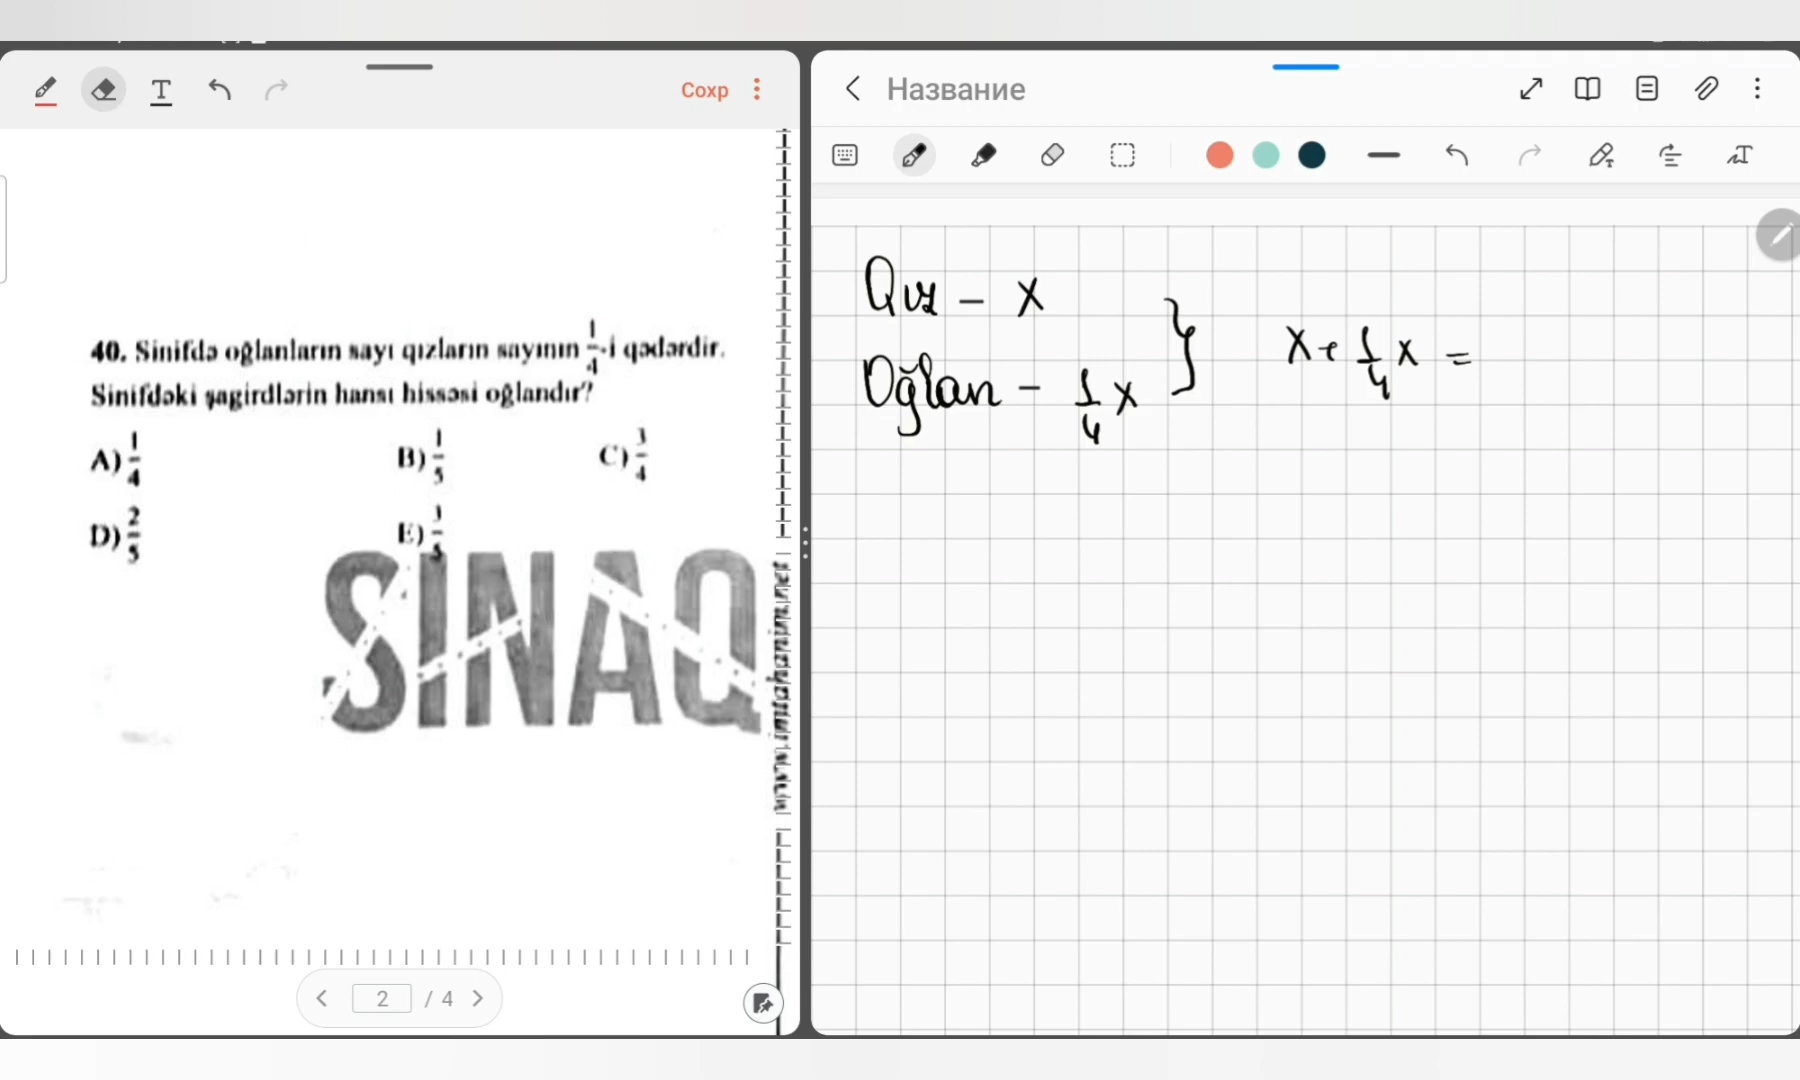 Сохр
40. Sinifdə oğlanların sayı qızların sayının 1/4-i qədərdir.
Sinifdəki şagirdlərin hansı hissəsi oğlandır?
A) 1/4 B) 1/5 C) 3/4
D) 2/5 E) 3/5
SINAQ
www.imtahanim.net
2 / 4
Название
Qız – x
Oğlan – 1/4 x
x + 1/4 x =